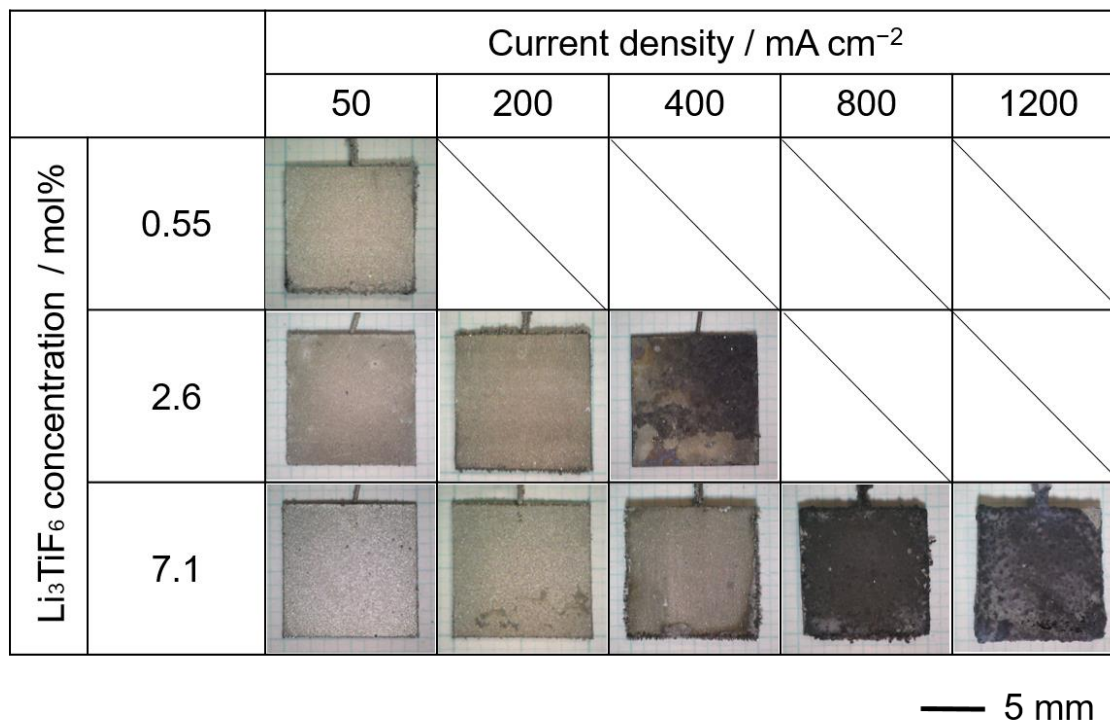 Current density / mA cm⁻²
50 200 400 800 1200
Li₃TiF₆ concentration / mol%
0.55
2.6
7.1
5 mm